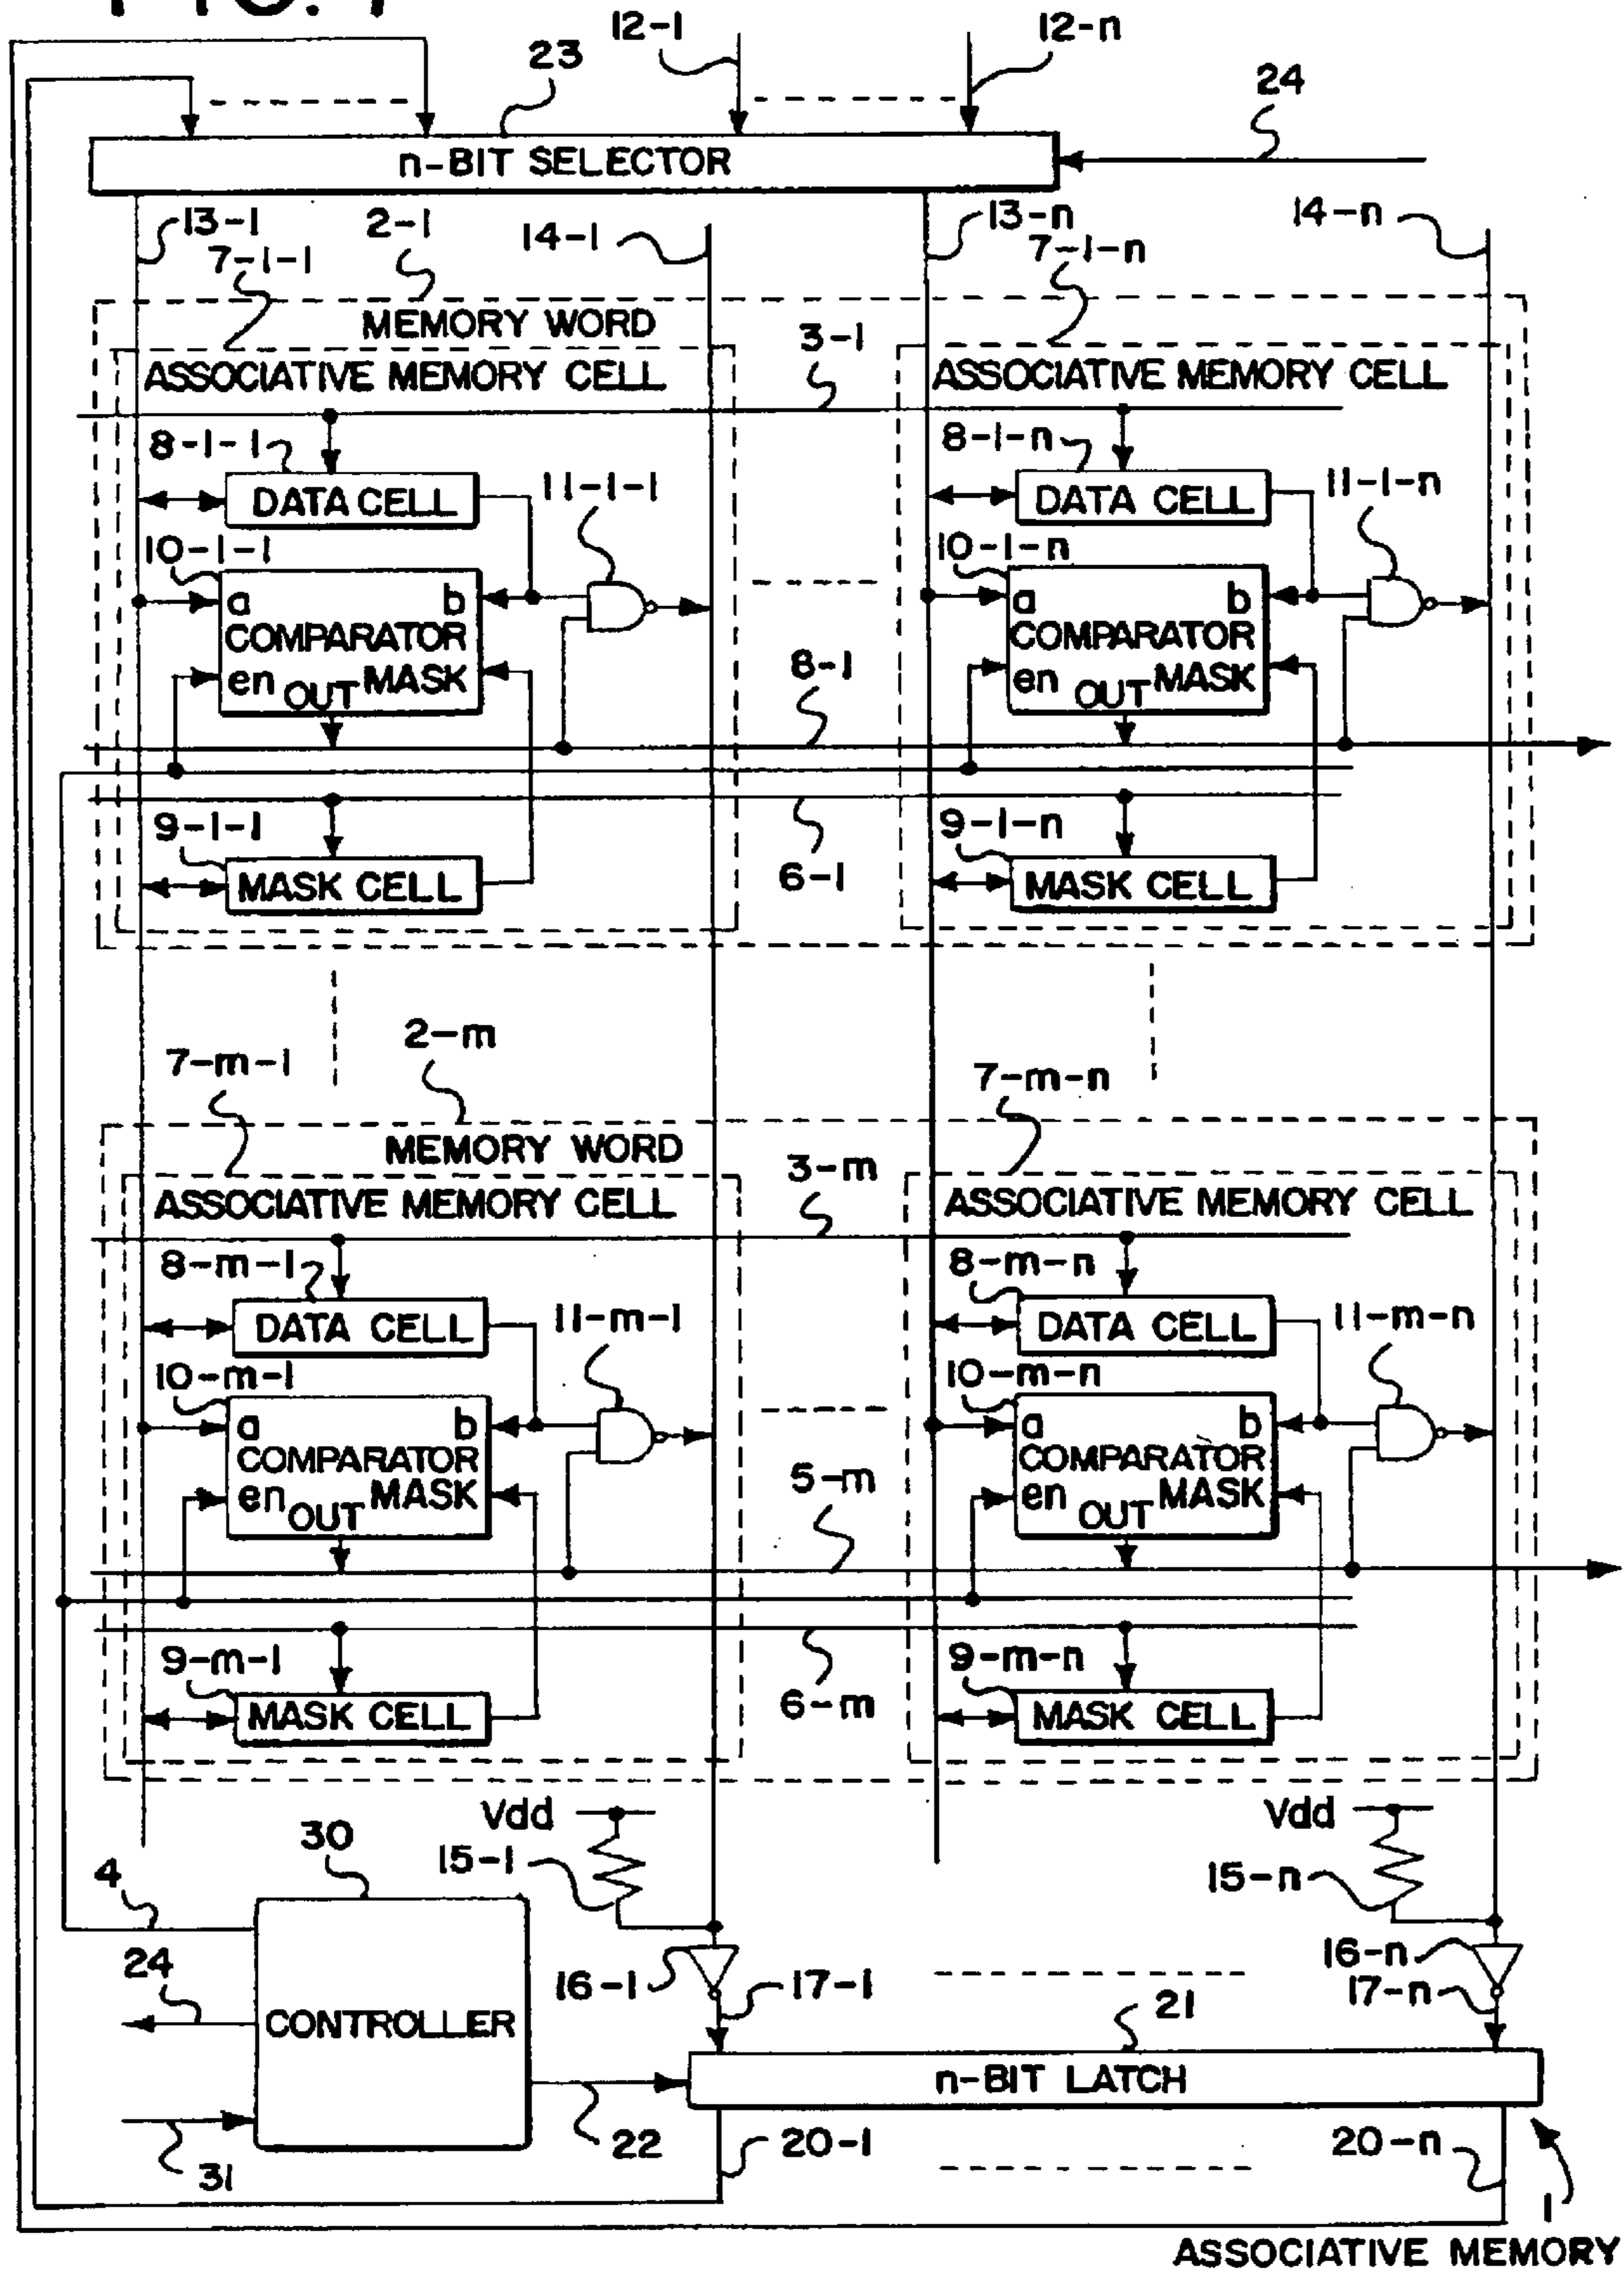 12-1
12-n
23
24
n-BIT SELECTOR
13-1
2-1
14-1
13-n
14-n
7-1-1
7-1-n
MEMORY WORD
3-1
ASSOCIATIVE MEMORY CELL
ASSOCIATIVE MEMORY CELL
8-1-1
8-1-n
DATA CELL
11-1-1
DATA CELL
11-1-n
10-1-1
10-1-n
a b
COMPARATOR
en OUT MASK
a b
COMPARATOR
en OUT MASK
8-1
9-1-1
9-1-n
6-1
MASK CELL
MASK CELL
2-m
7-m-1
7-m-n
MEMORY WORD
3-m
ASSOCIATIVE MEMORY CELL
ASSOCIATIVE MEMORY CELL
8-m-1
8-m-n
DATA CELL
11-m-1
DATA CELL
11-m-n
10-m-1
10-m-n
a b
COMPARATOR
en OUT MASK
a b
COMPARATOR
en OUT MASK
5-m
9-m-1
9-m-n
6-m
MASK CELL
MASK CELL
Vdd
Vdd
30
15-1
15-n
4
24
16-1
17-1
16-n
17-n
CONTROLLER
21
n-BIT LATCH
22
20-1
20-n
31
1
ASSOCIATIVE MEMORY